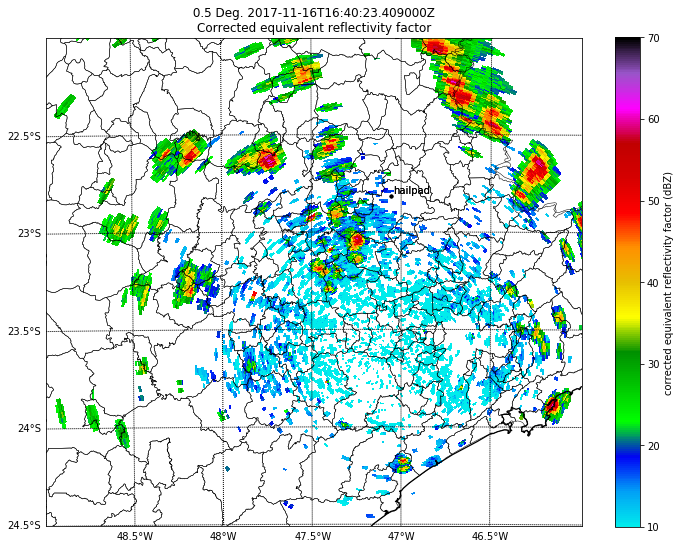 0.5 Deg. 2017-11-16T16:40:23.409000Z
Corrected equivalent reflectivity factor
70
60
50
40
30
20
10
corrected equivalent reflectivity factor (dBZ)
22.5°S
23°S
23.5°S
24°S
24.5°S
hailpad
48.5°W
48°W
47.5°W
47°W
46.5°W